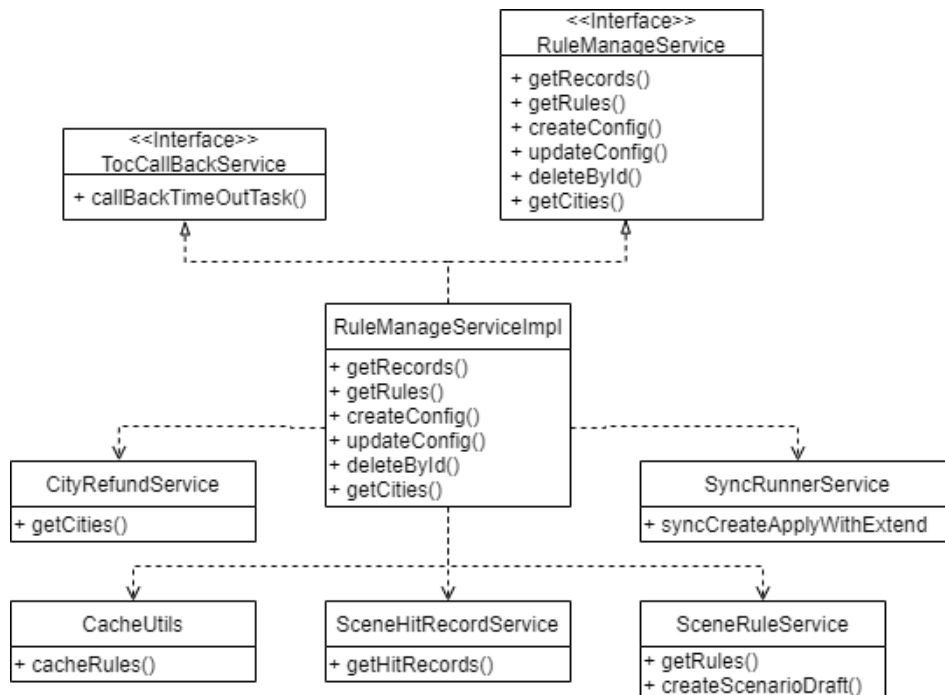 <<Interface>>
RuleManageService
+ getRecords()
+ getRules()
+ createConfig()
+ updateConfig()
+ deleteById()
+ getCities()
<<Interface>>
TocCallBackService
+ callBackTimeOutTask()
RuleManageServiceImpl
+ getRecords()
+ getRules()
+ createConfig()
+ updateConfig()
+ deleteById()
+ getCities()
CityRefundService
+ getCities()
SyncRunnerService
+ syncCreateApplyWithExtend
CacheUtils
+ cacheRules()
SceneHitRecordService
+ getHitRecords()
SceneRuleService
+ getRules()
+ createScenarioDraft()